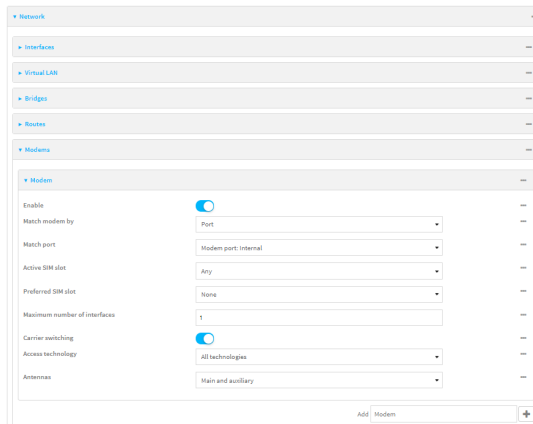 Network
Interfaces
Virtual LAN
Bridges
Routes
Modems
Modem
Enable
Match modem by Port
Match port Modem port: Internal
Active SIM slot Any
Preferred SIM slot None
Maximum number of interfaces 1
Carrier switching
Access technology All technologies
Antennas Main and auxiliary
Add Modem